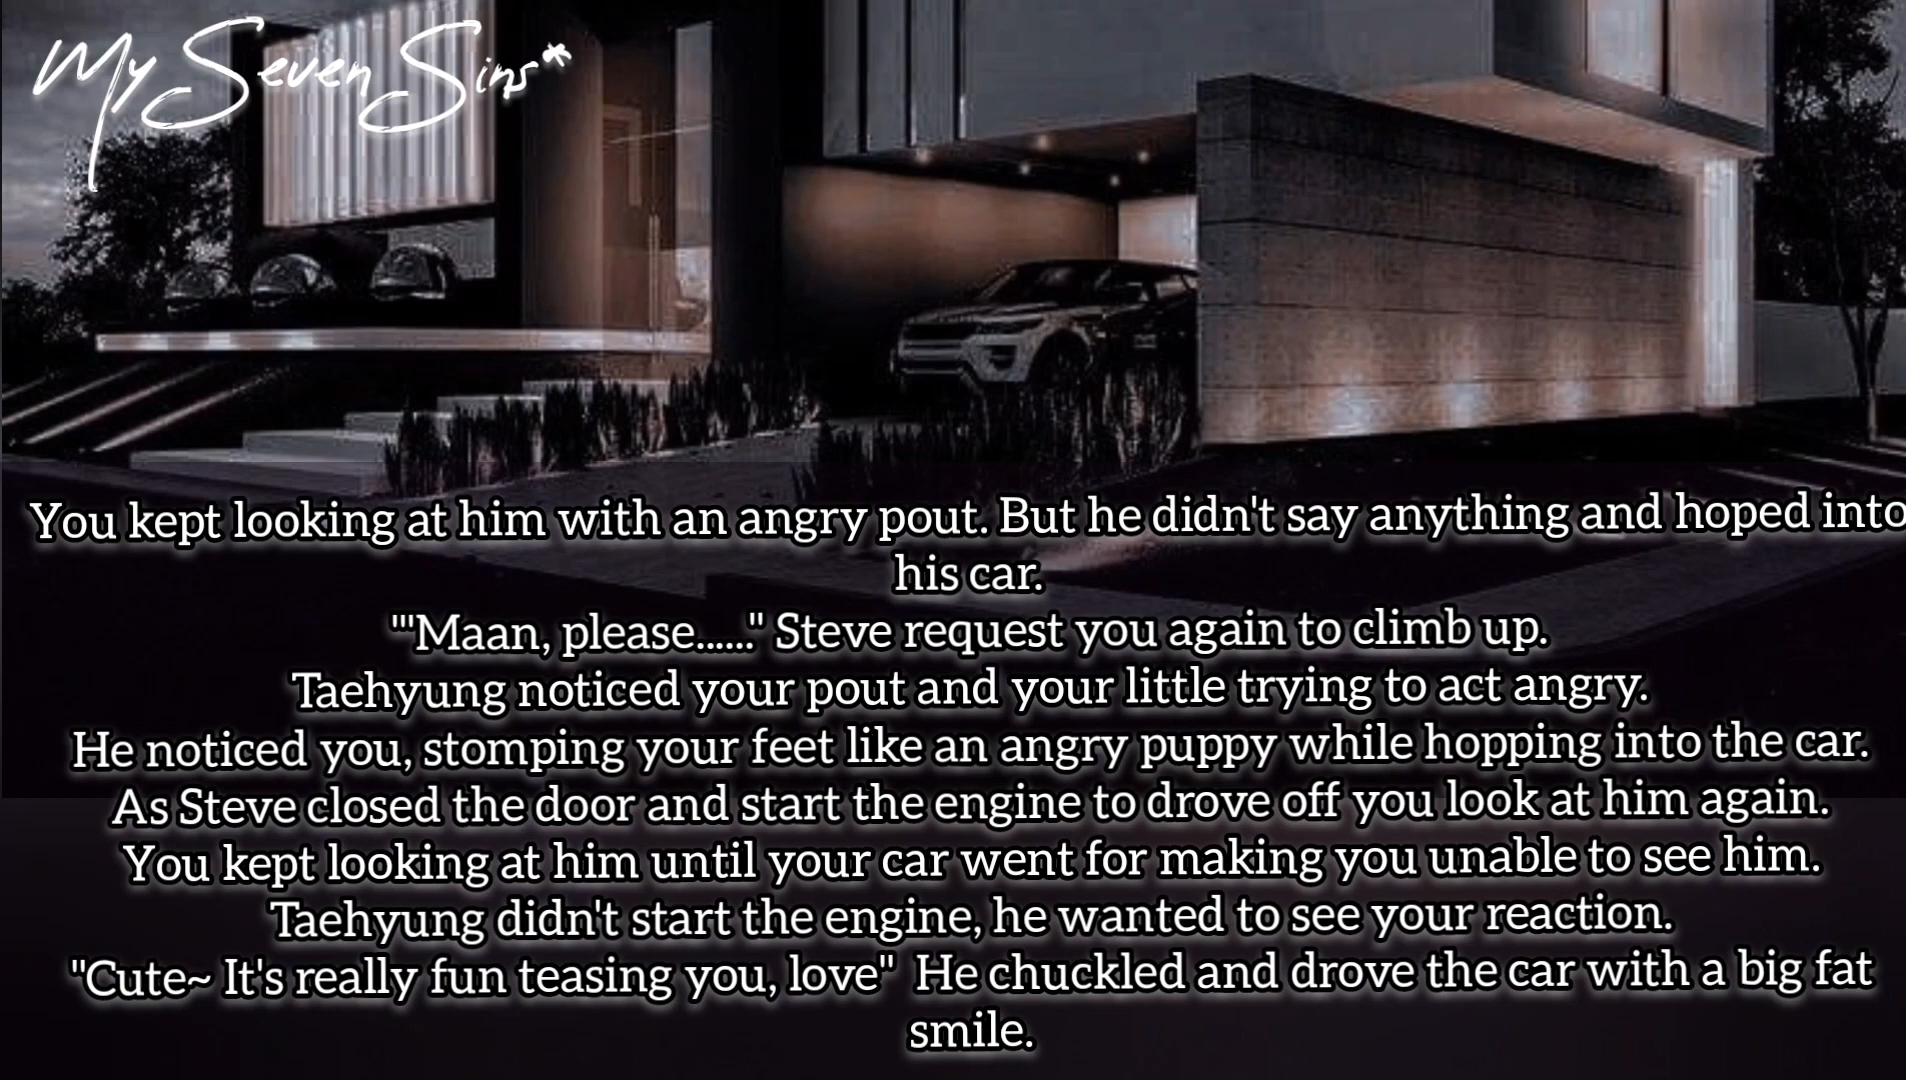 My Seven Sins*
You kept looking at him with an angry pout. But he didn't say anything and hoped into
his car.
"'Maan, please......" Steve request you again to climb up.
Taehyung noticed your pout and your little trying to act angry.
He noticed you, stomping your feet like an angry puppy while hopping into the car.
As Steve closed the door and start the engine to drove off you look at him again.
You kept looking at him until your car went for making you unable to see him.
Taehyung didn't start the engine, he wanted to see your reaction.
"Cute~ It's really fun teasing you, love"  He chuckled and drove the car with a big fat
smile.